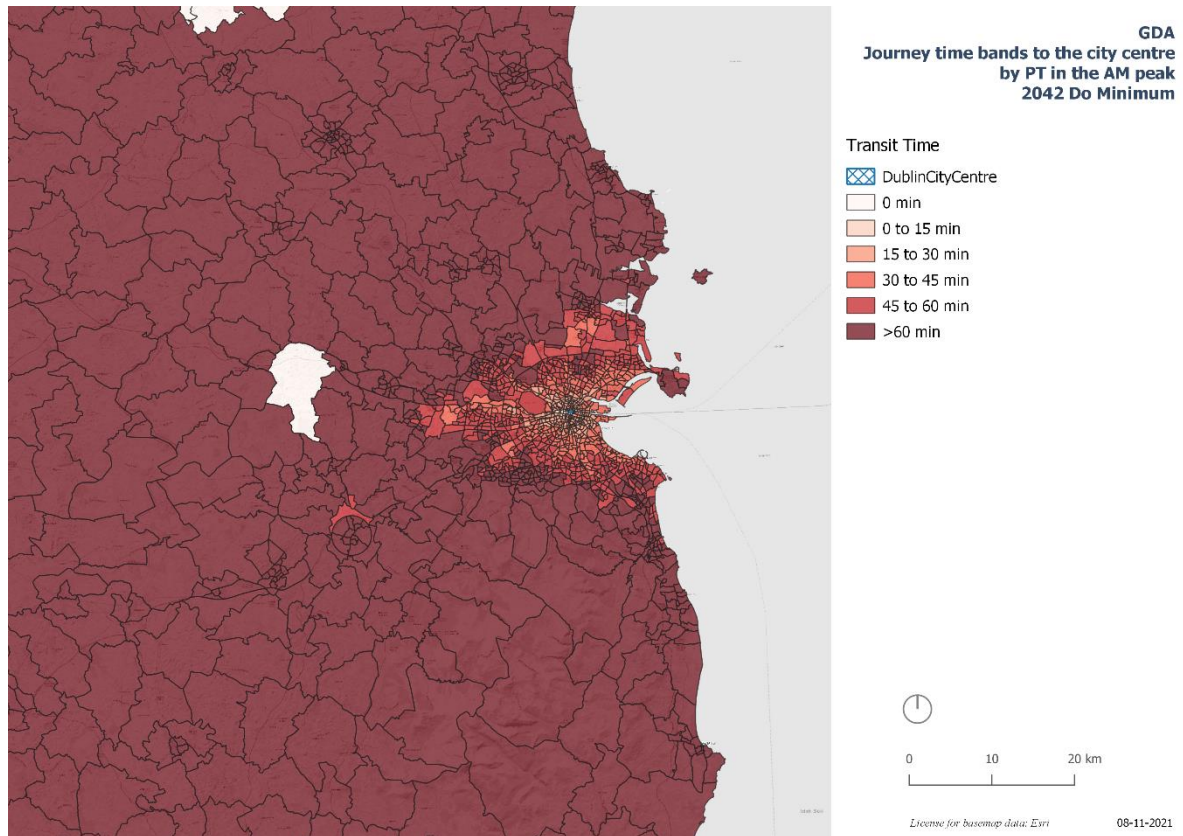 GDA
Journey time bands to the city centre
by PT in the AM peak
2042 Do Minimum
Transit Time
DublinCityCentre
0 min
0 to 15 min
15 to 30 min
30 to 45 min
45 to 60 min
>60 min
0 10 20 km
License for basemap data: Esri 08-11-2021